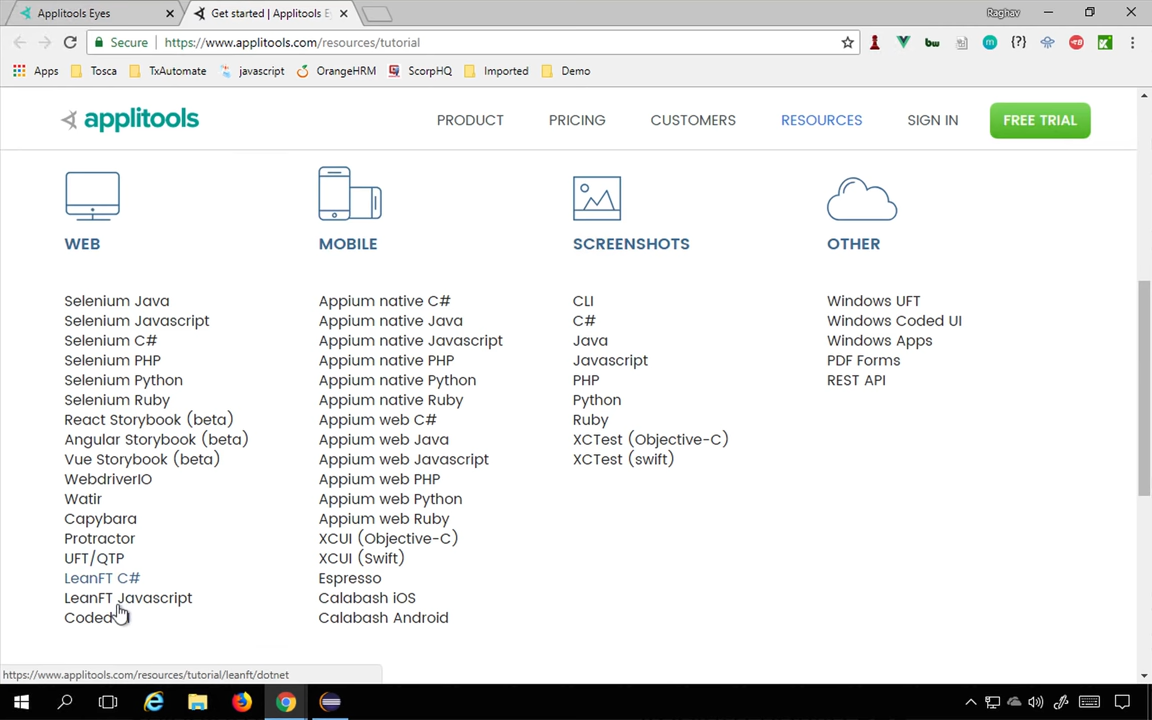 Applitools Eyes
Get started | Applitools E
Raghav
Secure https://www.applitools.com/resources/tutorial
Apps Tosca TxAutomate javascript OrangeHRM ScorpHQ Imported Demo
applitools PRODUCT PRICING CUSTOMERS RESOURCES SIGN IN FREE TRIAL
WEB
Selenium Java
Selenium Javascript
Selenium C#
Selenium PHP
Selenium Python
Selenium Ruby
React Storybook (beta)
Angular Storybook (beta)
Vue Storybook (beta)
WebdriverIO
Watir
Capybara
Protractor
UFT/QTP
LeanFT C#
LeanFT Javascript
Coded
MOBILE
Appium native C#
Appium native Java
Appium native Javascript
Appium native PHP
Appium native Python
Appium native Ruby
Appium web C#
Appium web Java
Appium web Javascript
Appium web PHP
Appium web Python
Appium web Ruby
XCUI (Objective-C)
XCUI (Swift)
Espresso
Calabash iOS
Calabash Android
SCREENSHOTS
CLI
C#
Java
Javascript
PHP
Python
Ruby
XCTest (Objective-C)
XCTest (swift)
OTHER
Windows UFT
Windows Coded UI
Windows Apps
PDF Forms
REST API
https://www.applitools.com/resources/tutorial/leanft/dotnet